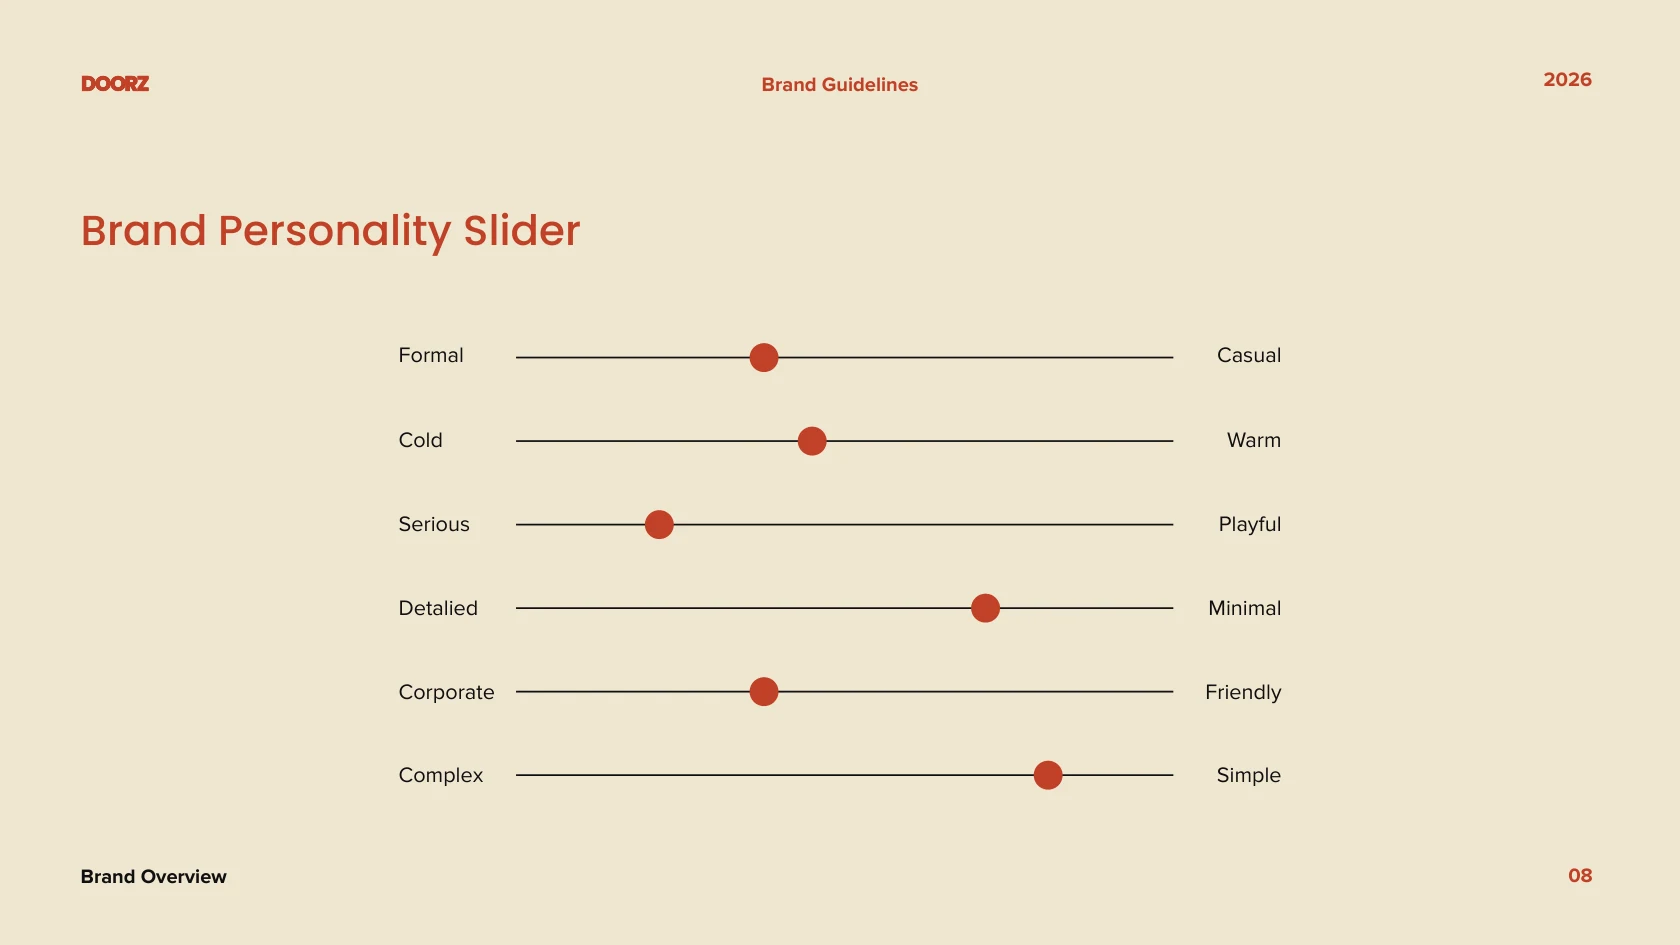 DOORZ
Brand Guidelines
2026
Brand Personality Slider
Formal
Casual
Cold
Warm
Serious
Playful
Detalied
Minimal
Corporate
Friendly
Complex
Simple
Brand Overview
08